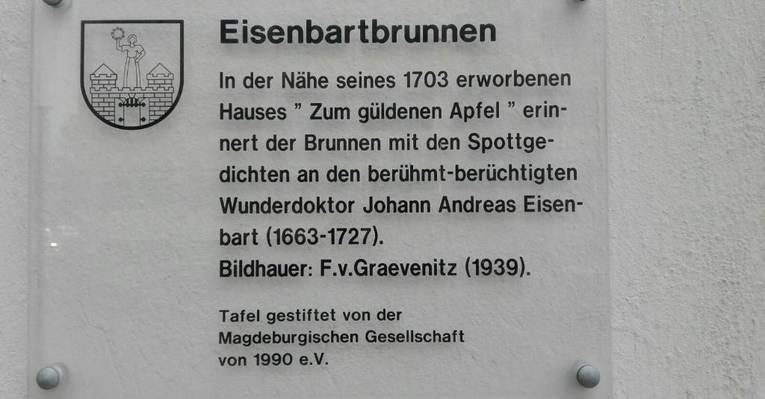 Eisenbartbrunnen
In der Nähe seines 1703 erworbenen
Hauses " Zum güldenen Apfel " erin-
nert der Brunnen mit den Spottge-
dichten an den berühmt-berüchtigten
Wunderdoktor Johann Andreas Eisen-
bart (1663-1727).
Bildhauer: F.v.Graevenitz (1939).
Tafel gestiftet von der
Magdeburgischen Gesellschaft
von 1990 e.V.